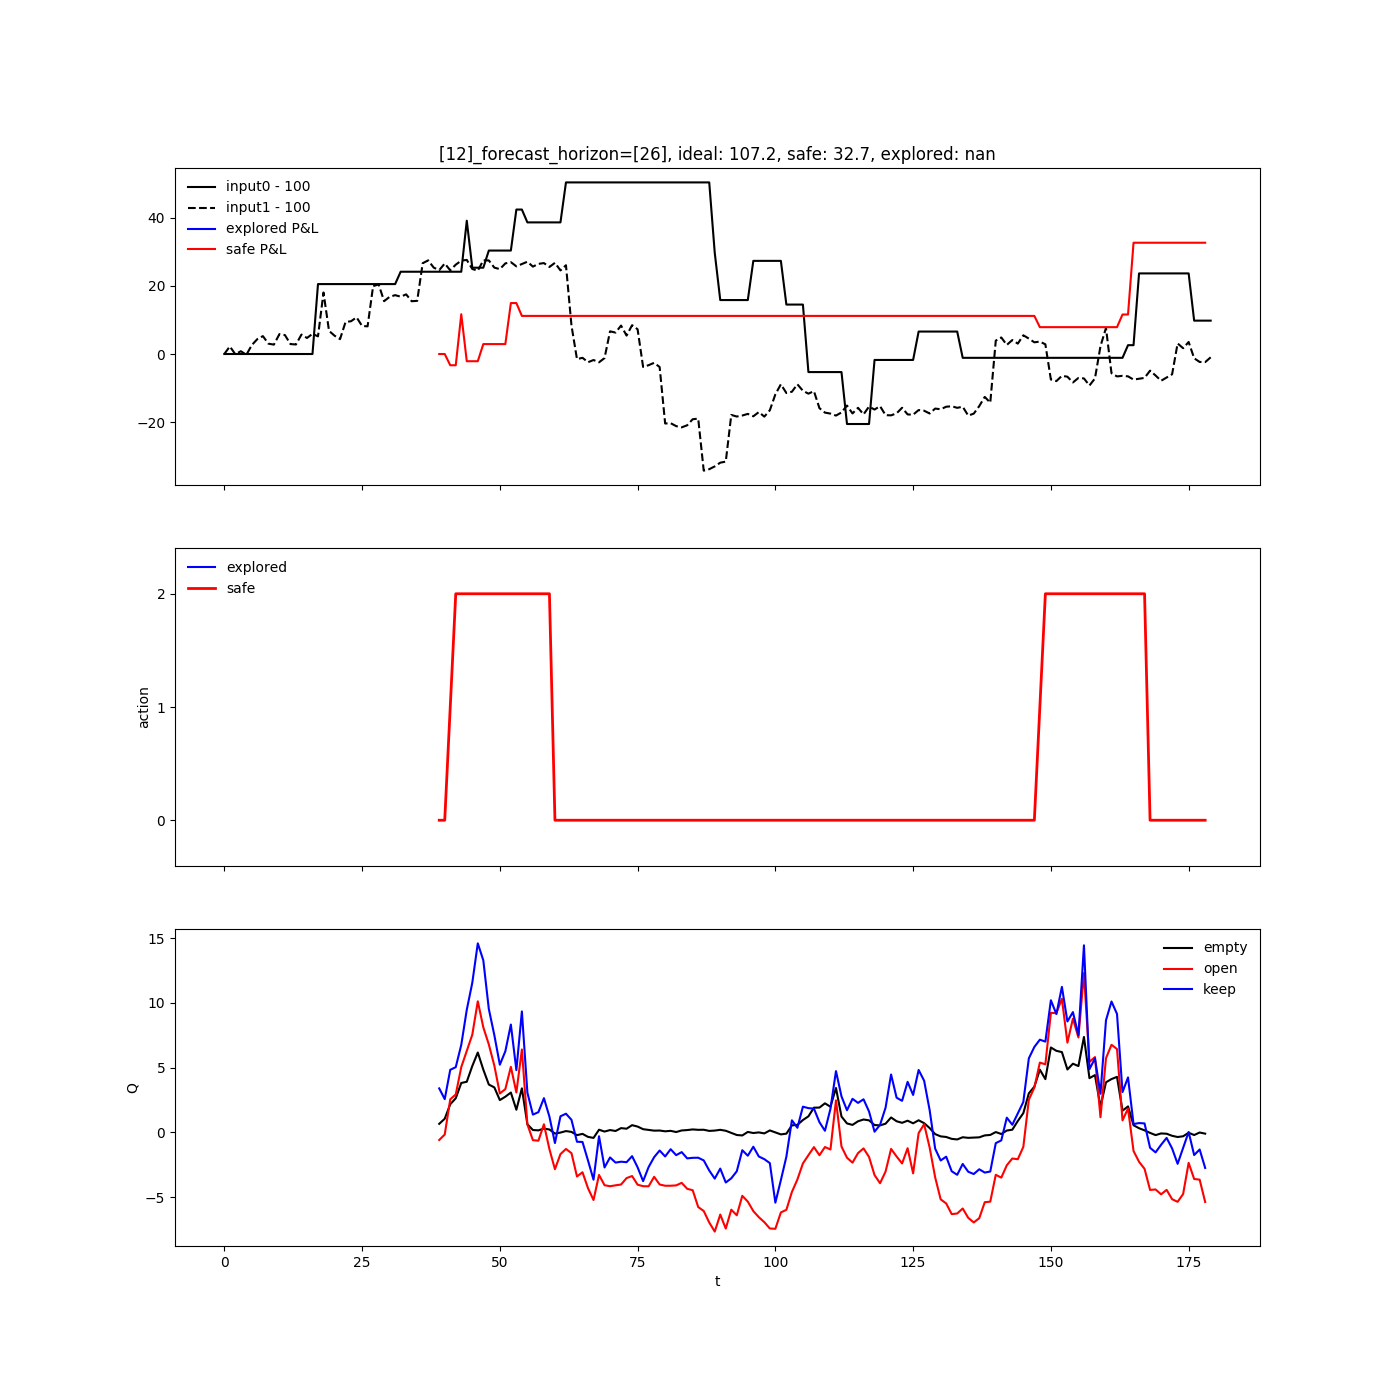 [12]_forecast_horizon=[26], ideal: 107.2, safe: 32.7, explored: nan
input0 - 100
input1 - 100
explored P&L
safe P&L
40
20
0
−20
explored
safe
2
1
0
action
empty
open
keep
15
10
5
0
−5
Q
0 25 50 75 100 125 150 175
t